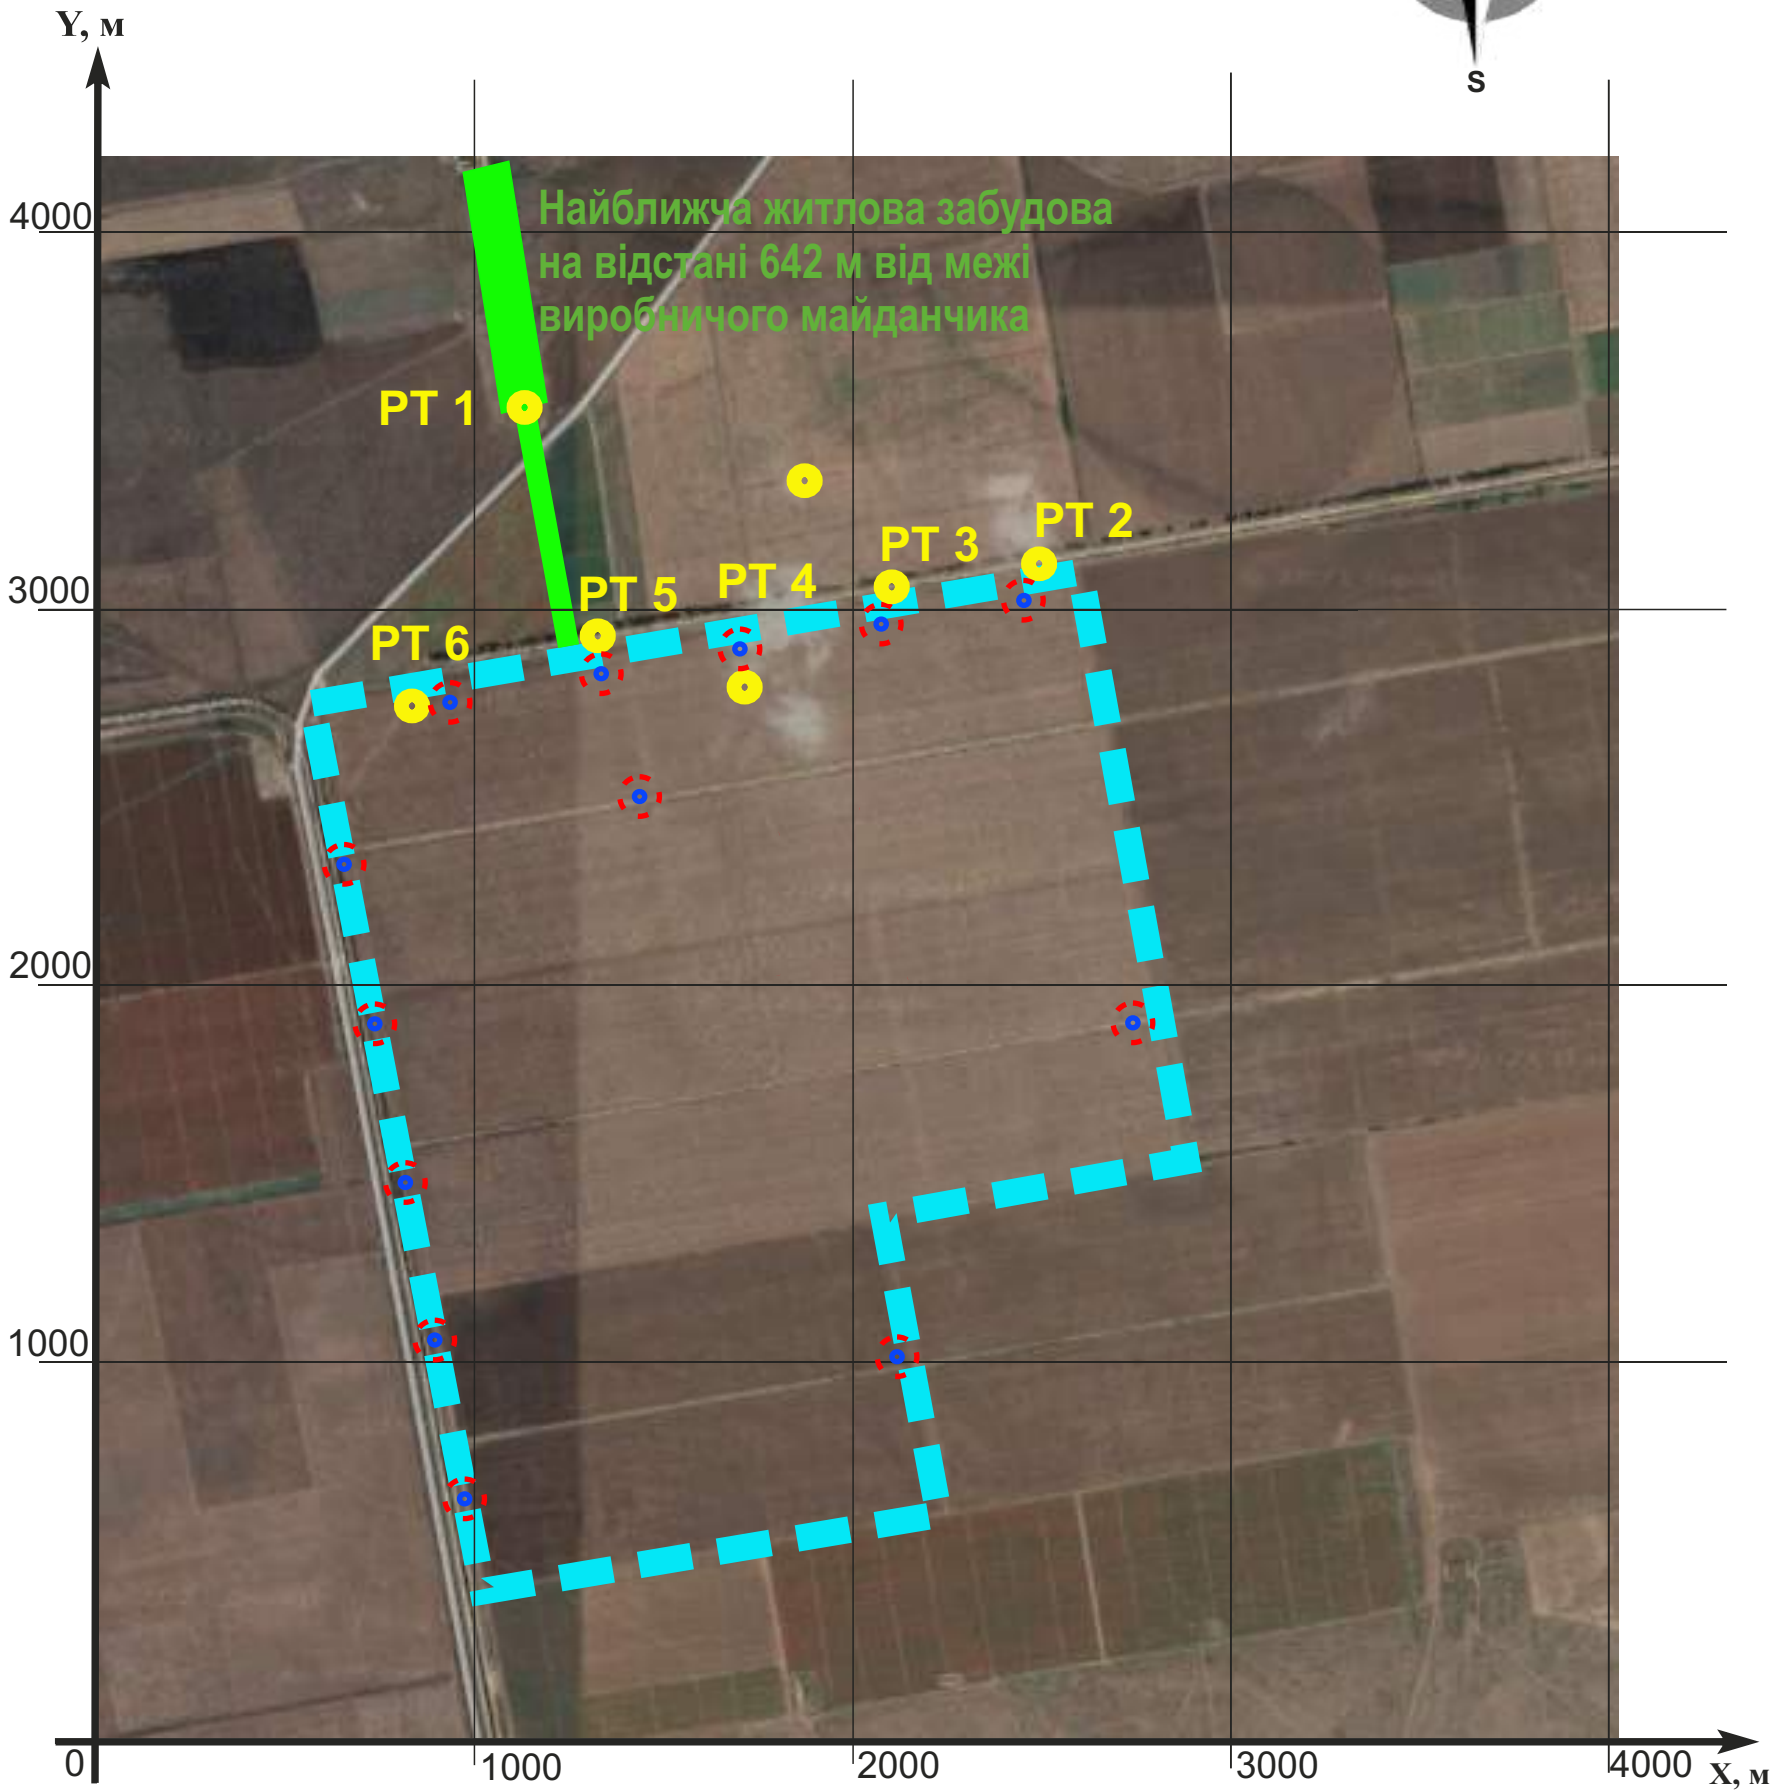 Y, м
S
4000
Найближча житлова забудова
на відстані 642 м від межі
виробничого майданчика
РТ 1
РТ 2
РТ 3
РТ 4
РТ 5
РТ 6
3000
2000
1000
0
1000
2000
3000
4000
X, м